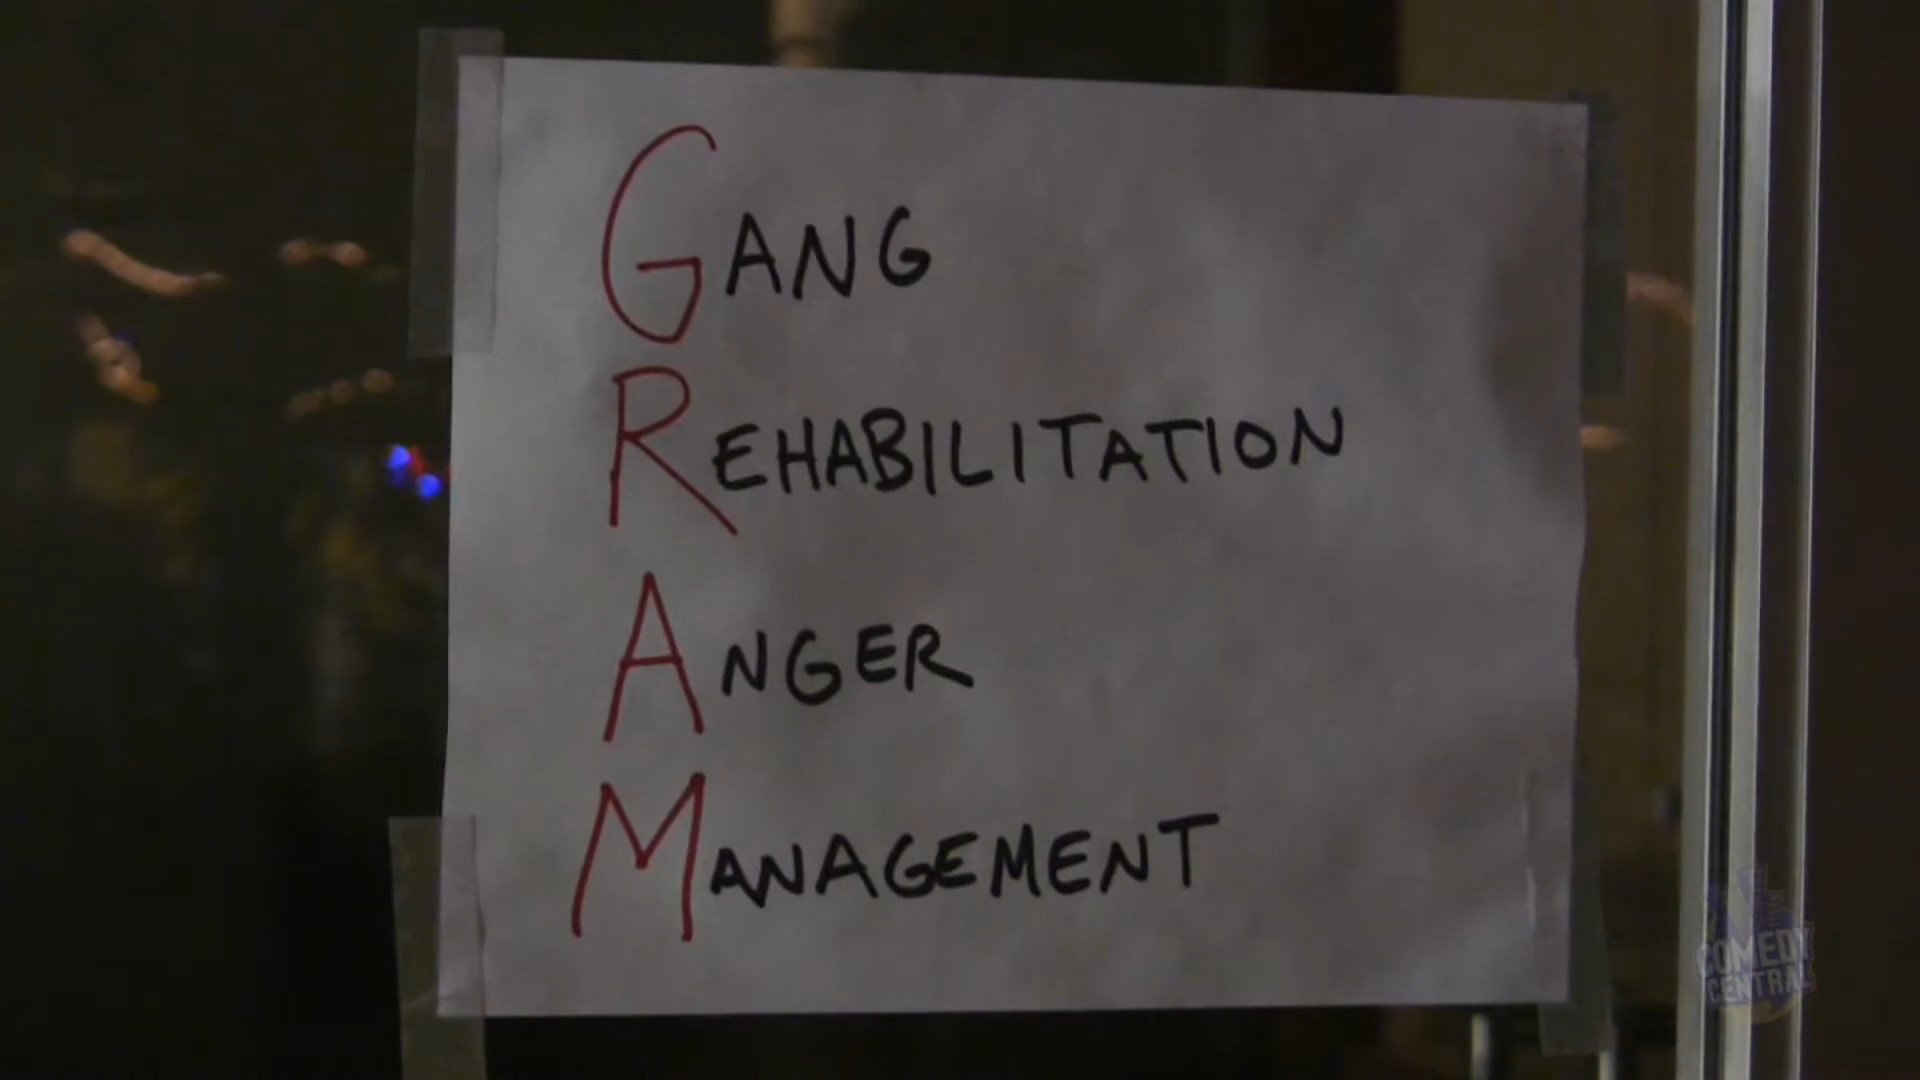 GANG
REHABILITATION
ANGER
MANAGEMENT
COMEDY
CENTRAL